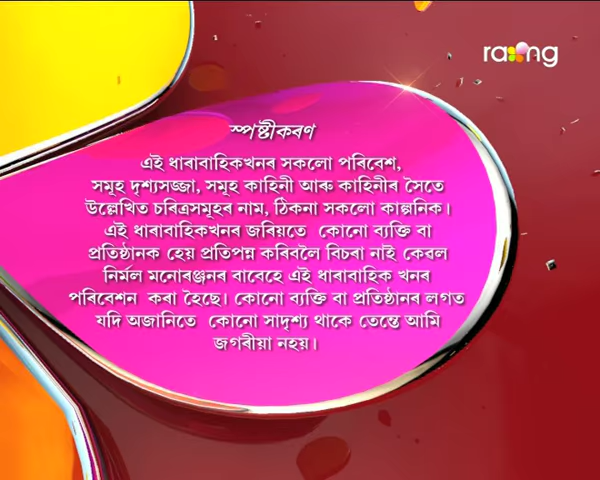 rang
স্পষ্টীকৰণ
এই ধাৰাবাহিকখনৰ সকলো পৰিবেশ,
সমূহ দৃশ্যসজ্জা, সমূহ কাহিনী আৰু কাহিনীৰ সৈতে
উল্লেখিত চৰিত্ৰসমূহৰ নাম, ঠিকনা সকলো কাল্পনিক।
এই ধাৰাবাহিকখনৰ জৰিয়তে কোনো ব্যক্তি বা
প্ৰতিষ্ঠানক হেয় প্ৰতিপন্ন কৰিবলৈ বিচৰা নাই কেবল
নিৰ্মল মনোৰঞ্জনৰ বাবেহে এই ধাৰাবাহিক খনৰ
পৰিবেশন কৰা হৈছে। কোনো ব্যক্তি বা প্ৰতিষ্ঠানৰ লগত
যদি অজানিতে কোনো সাদৃশ্য থাকে তেন্তে আমি
জগৰীয়া নহয়।